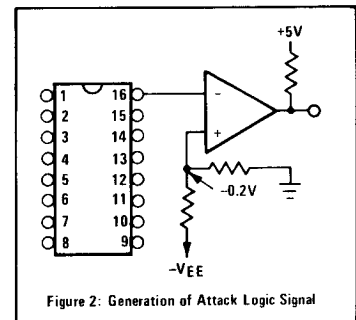 +5V
1 16
2 15
3 14
4 13
5 12
6 11
7 10
8 9
-
+
-0.2V
-VEE
Figure 2: Generation of Attack Logic Signal